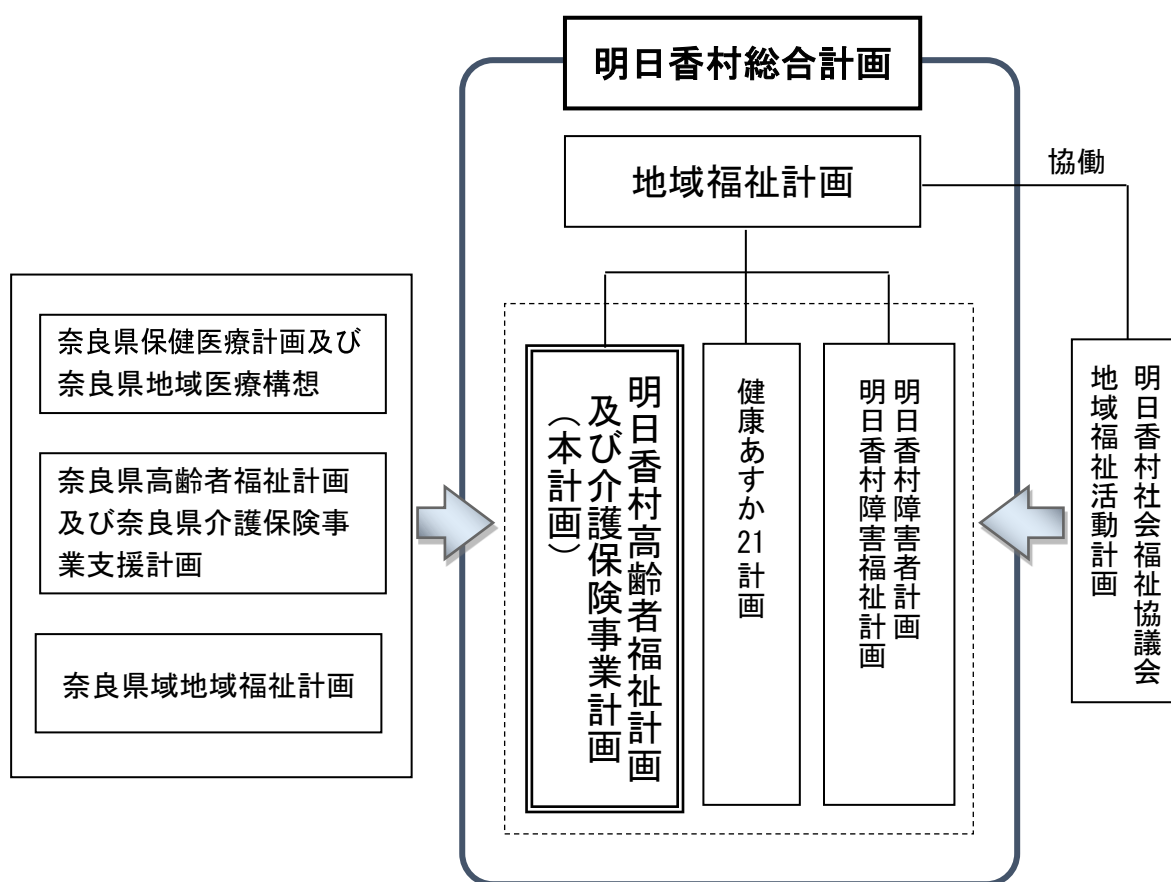 明日香村総合計画
地域福祉計画
協働
奈良県保健医療計画及び
奈良県地域医療構想
奈良県高齢者福祉計画
及び奈良県介護保険事
業支援計画
奈良県域地域福祉計画
明日香村高齢者福祉計画
及び介護保険事業計画
（本計画）
健康あすか21計画
明日香村障害者計画
明日香村障害福祉計画
明日香村社会福祉協議会
地域福祉活動計画